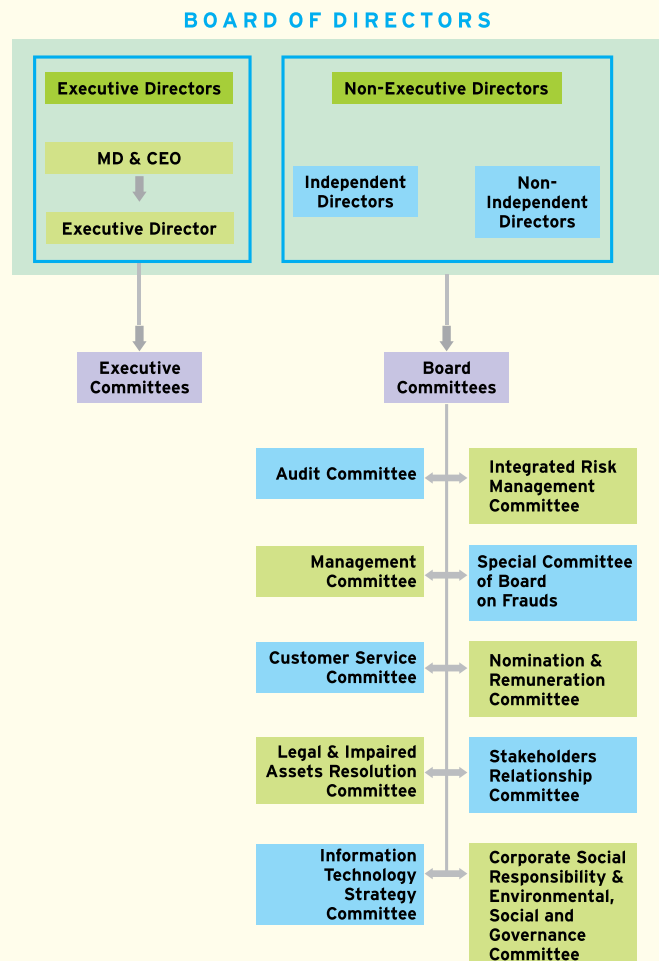 BOARD OF DIRECTORS
Executive Directors
MD & CEO
Executive Director
Non-Executive Directors
Independent
Directors
Non-
Independent
Directors
Executive
Committees
Board
Committees
Audit Committee
Integrated Risk
Management
Committee
Management
Committee
Special Committee
of Board
on Frauds
Customer Service
Committee
Nomination &
Remuneration
Committee
Legal & Impaired
Assets Resolution
Committee
Stakeholders
Relationship
Committee
Information
Technology
Strategy
Committee
Corporate Social
Responsibility &
Environmental,
Social and
Governance
Committee